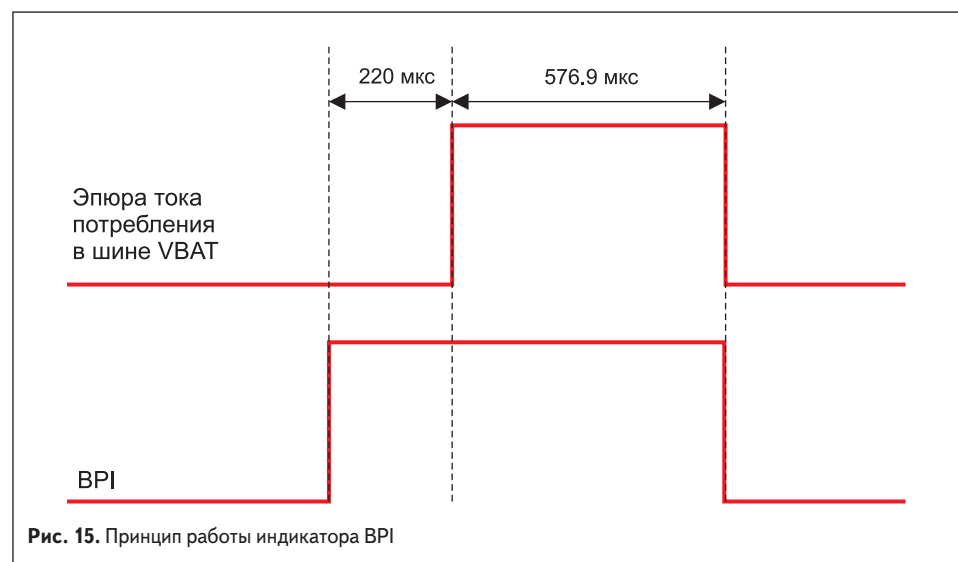 220 мкс
576.9 мкс
Эпюра тока
потребления
в шине VBAT
BPI
Рис. 15. Принцип работы индикатора BPI